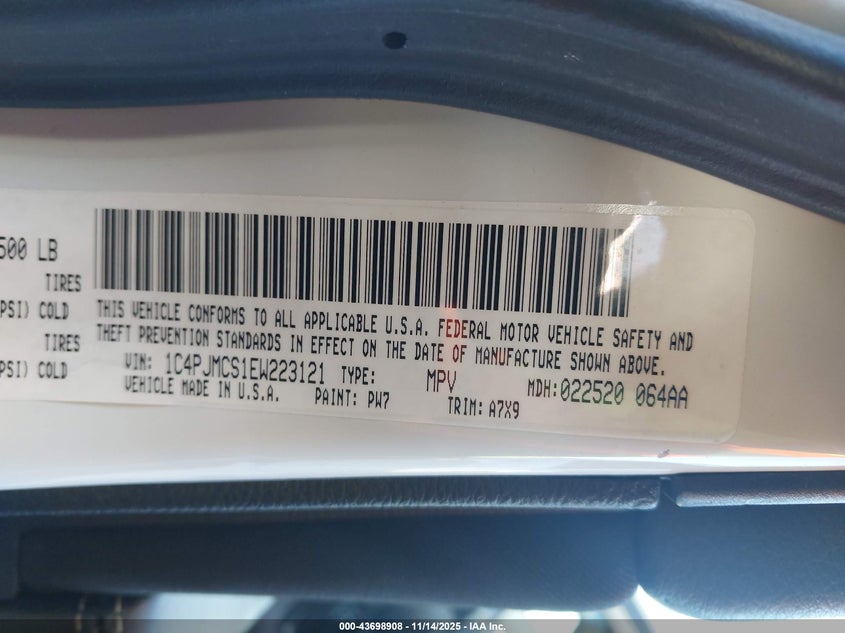 500 LB
TIRES
PSI) COLD
TIRES
PSI) COLD
THIS VEHICLE CONFORMS TO ALL APPLICABLE U.S.A. FEDERAL MOTOR VEHICLE SAFETY AND
THEFT PREVENTION STANDARDS IN EFFECT ON THE DATE OF MANUFACTURE SHOWN ABOVE.
VIN: 1C4PJMCS1EW223121 TYPE: MPV MDH:022520 064AA
VEHICLE MADE IN U.S.A. PAINT: PW7 TRIM: A7X9
000-43698908 - 11/14/2025 - IAA Inc.